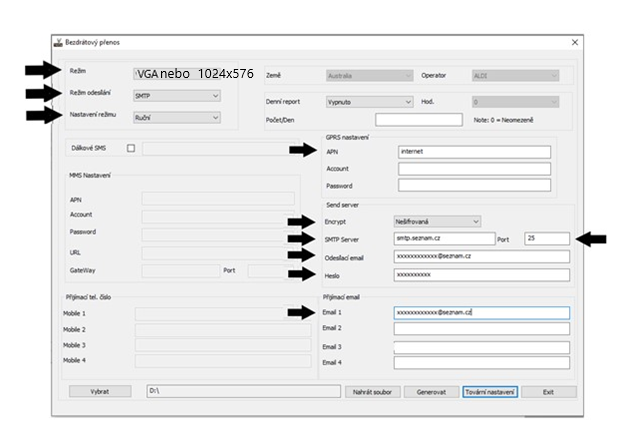 Bezdrátový přenos
Režim VGA nebo 1024x576 Země Australia Operator ALDI
Režim odesílání SMTP Denní report Vypnuto Hod. 0
Nastavení režimu Ruční Počet/Den Note: 0 = Neomezeně
Dálkové SMS
GPRS nastavení
APN internet
Account
Password
MMS Nastavení
APN
Account
Password
URL
GateWay Port
Send server
Encrypt Nešifrovaná
SMTP Server smtp.seznam.cz Port 25
Odesílací email xxxxxxxxxxxx@seznam.cz
Heslo xxxxxxxxxx
Přijímací tel. číslo
Mobile 1
Mobile 2
Mobile 3
Mobile 4
Přijímací email
Email 1 xxxxxxxxxxxx@seznam.cz
Email 2
Email 3
Email 4
Vybrat D:\ Nahrát soubor Generovat Tovární nastavení Exit